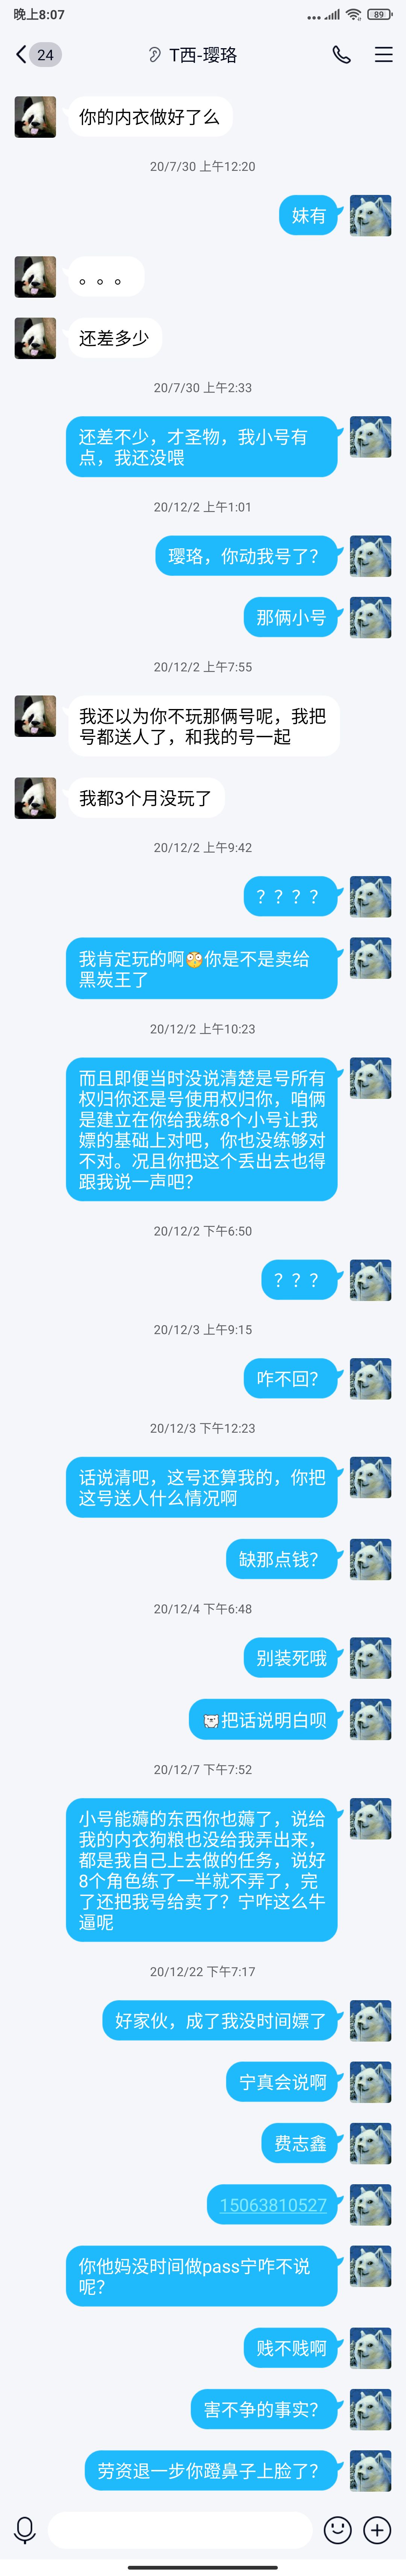 晚上8:07
89
24
T西-璎珞
你的内衣做好了么
20/7/30 上午12:20
妹有
。。。
还差多少
20/7/30 上午2:33
还差不少，才圣物，我小号有
点，我还没喂
20/12/2 上午1:01
璎珞，你动我号了？
那俩小号
20/12/2 上午7:55
我还以为你不玩那俩号呢，我把
号都送人了，和我的号一起
我都3个月没玩了
20/12/2 上午9:42
？？？？
我肯定玩的啊😳你是不是卖给
黑炭王了
20/12/2 上午10:23
而且即便当时没说清楚是号所有
权归你还是号使用权归你，咱俩
是建立在你给我练8个小号让我
嫖的基础上对吧，你也没练够对
不对。况且你把这个丢出去也得
跟我说一声吧？
20/12/2 下午6:50
？？？
20/12/3 上午9:15
咋不回？
20/12/3 下午12:23
话说清吧，这号还算我的，你把
这号送人什么情况啊
缺那点钱？
20/12/4 下午6:48
别装死哦
把话说明白呗
20/12/7 下午7:52
小号能薅的东西你也薅了，说给
我的内衣狗粮也没给我弄出来，
都是我自己上去做的任务，说好
8个角色练了一半就不弄了，完
了还把我号给卖了？宁咋这么牛
逼呢
20/12/22 下午7:17
好家伙，成了我没时间嫖了
宁真会说啊
费志鑫
15063810527
你他妈没时间做pass宁咋不说
呢？
贱不贱啊
害不争的事实？
劳资退一步你蹬鼻子上脸了？